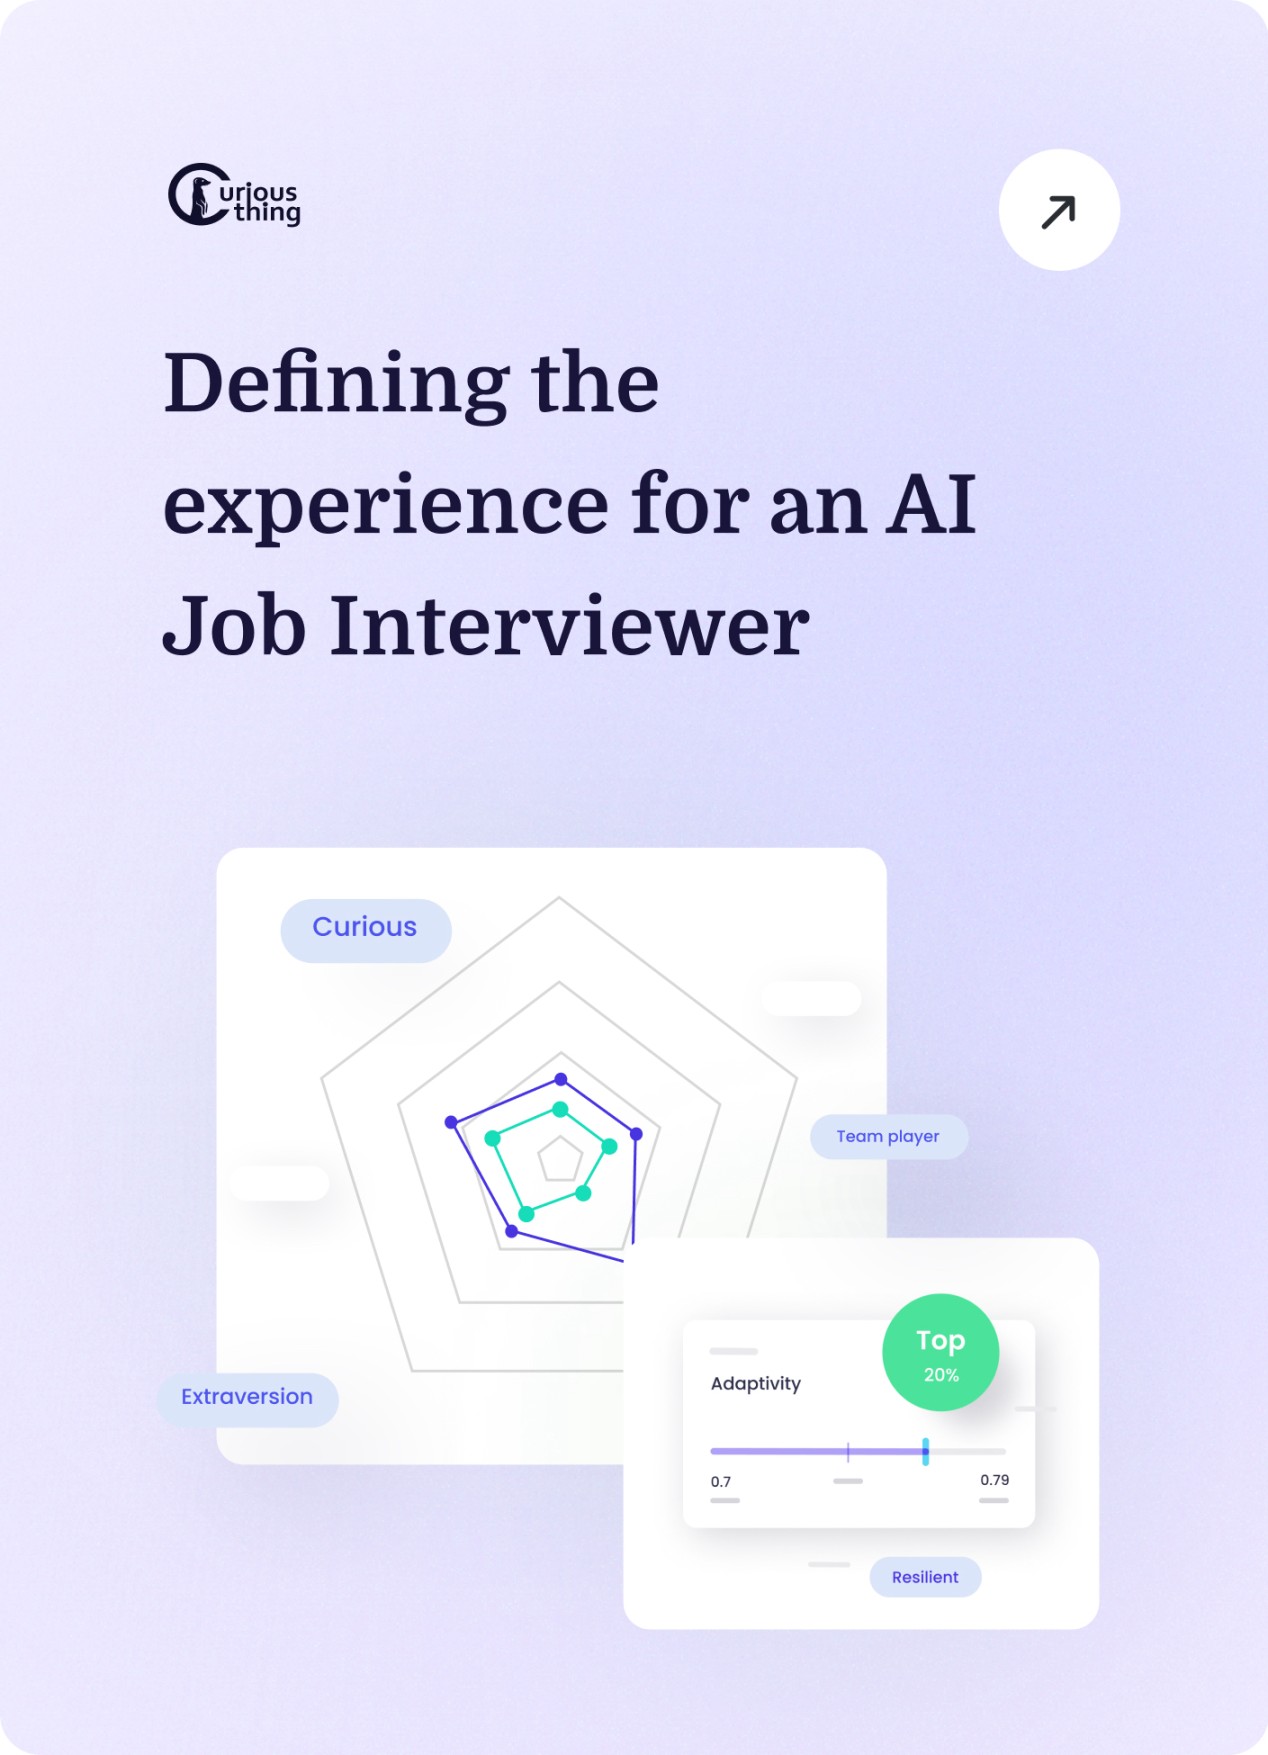 Curious
thing
Defining the
experience for an AI
Job Interviewer
Curious
Team player
Extraversion
Top
20%
Adaptivity
0.7
0.79
Resilient